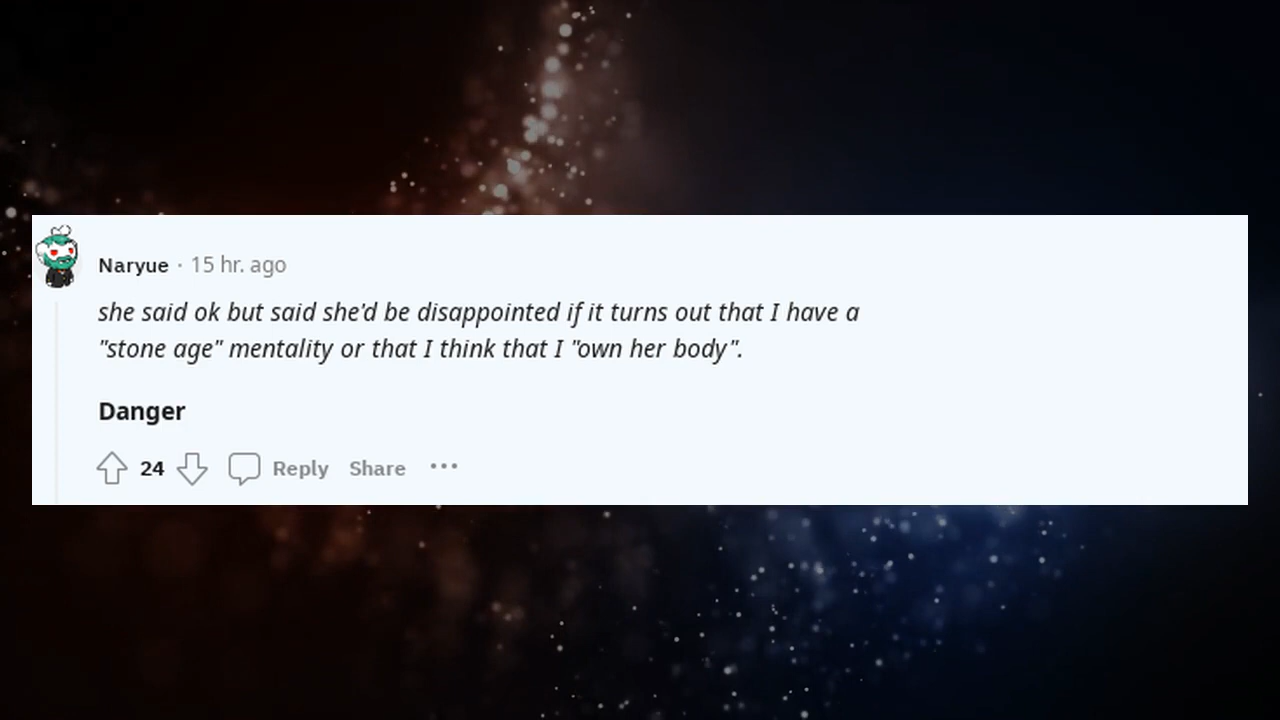 Naryue · 15 hr. ago
she said ok but said she'd be disappointed if it turns out that I have a
"stone age" mentality or that I think that I "own her body".
Danger
24 Reply Share ···